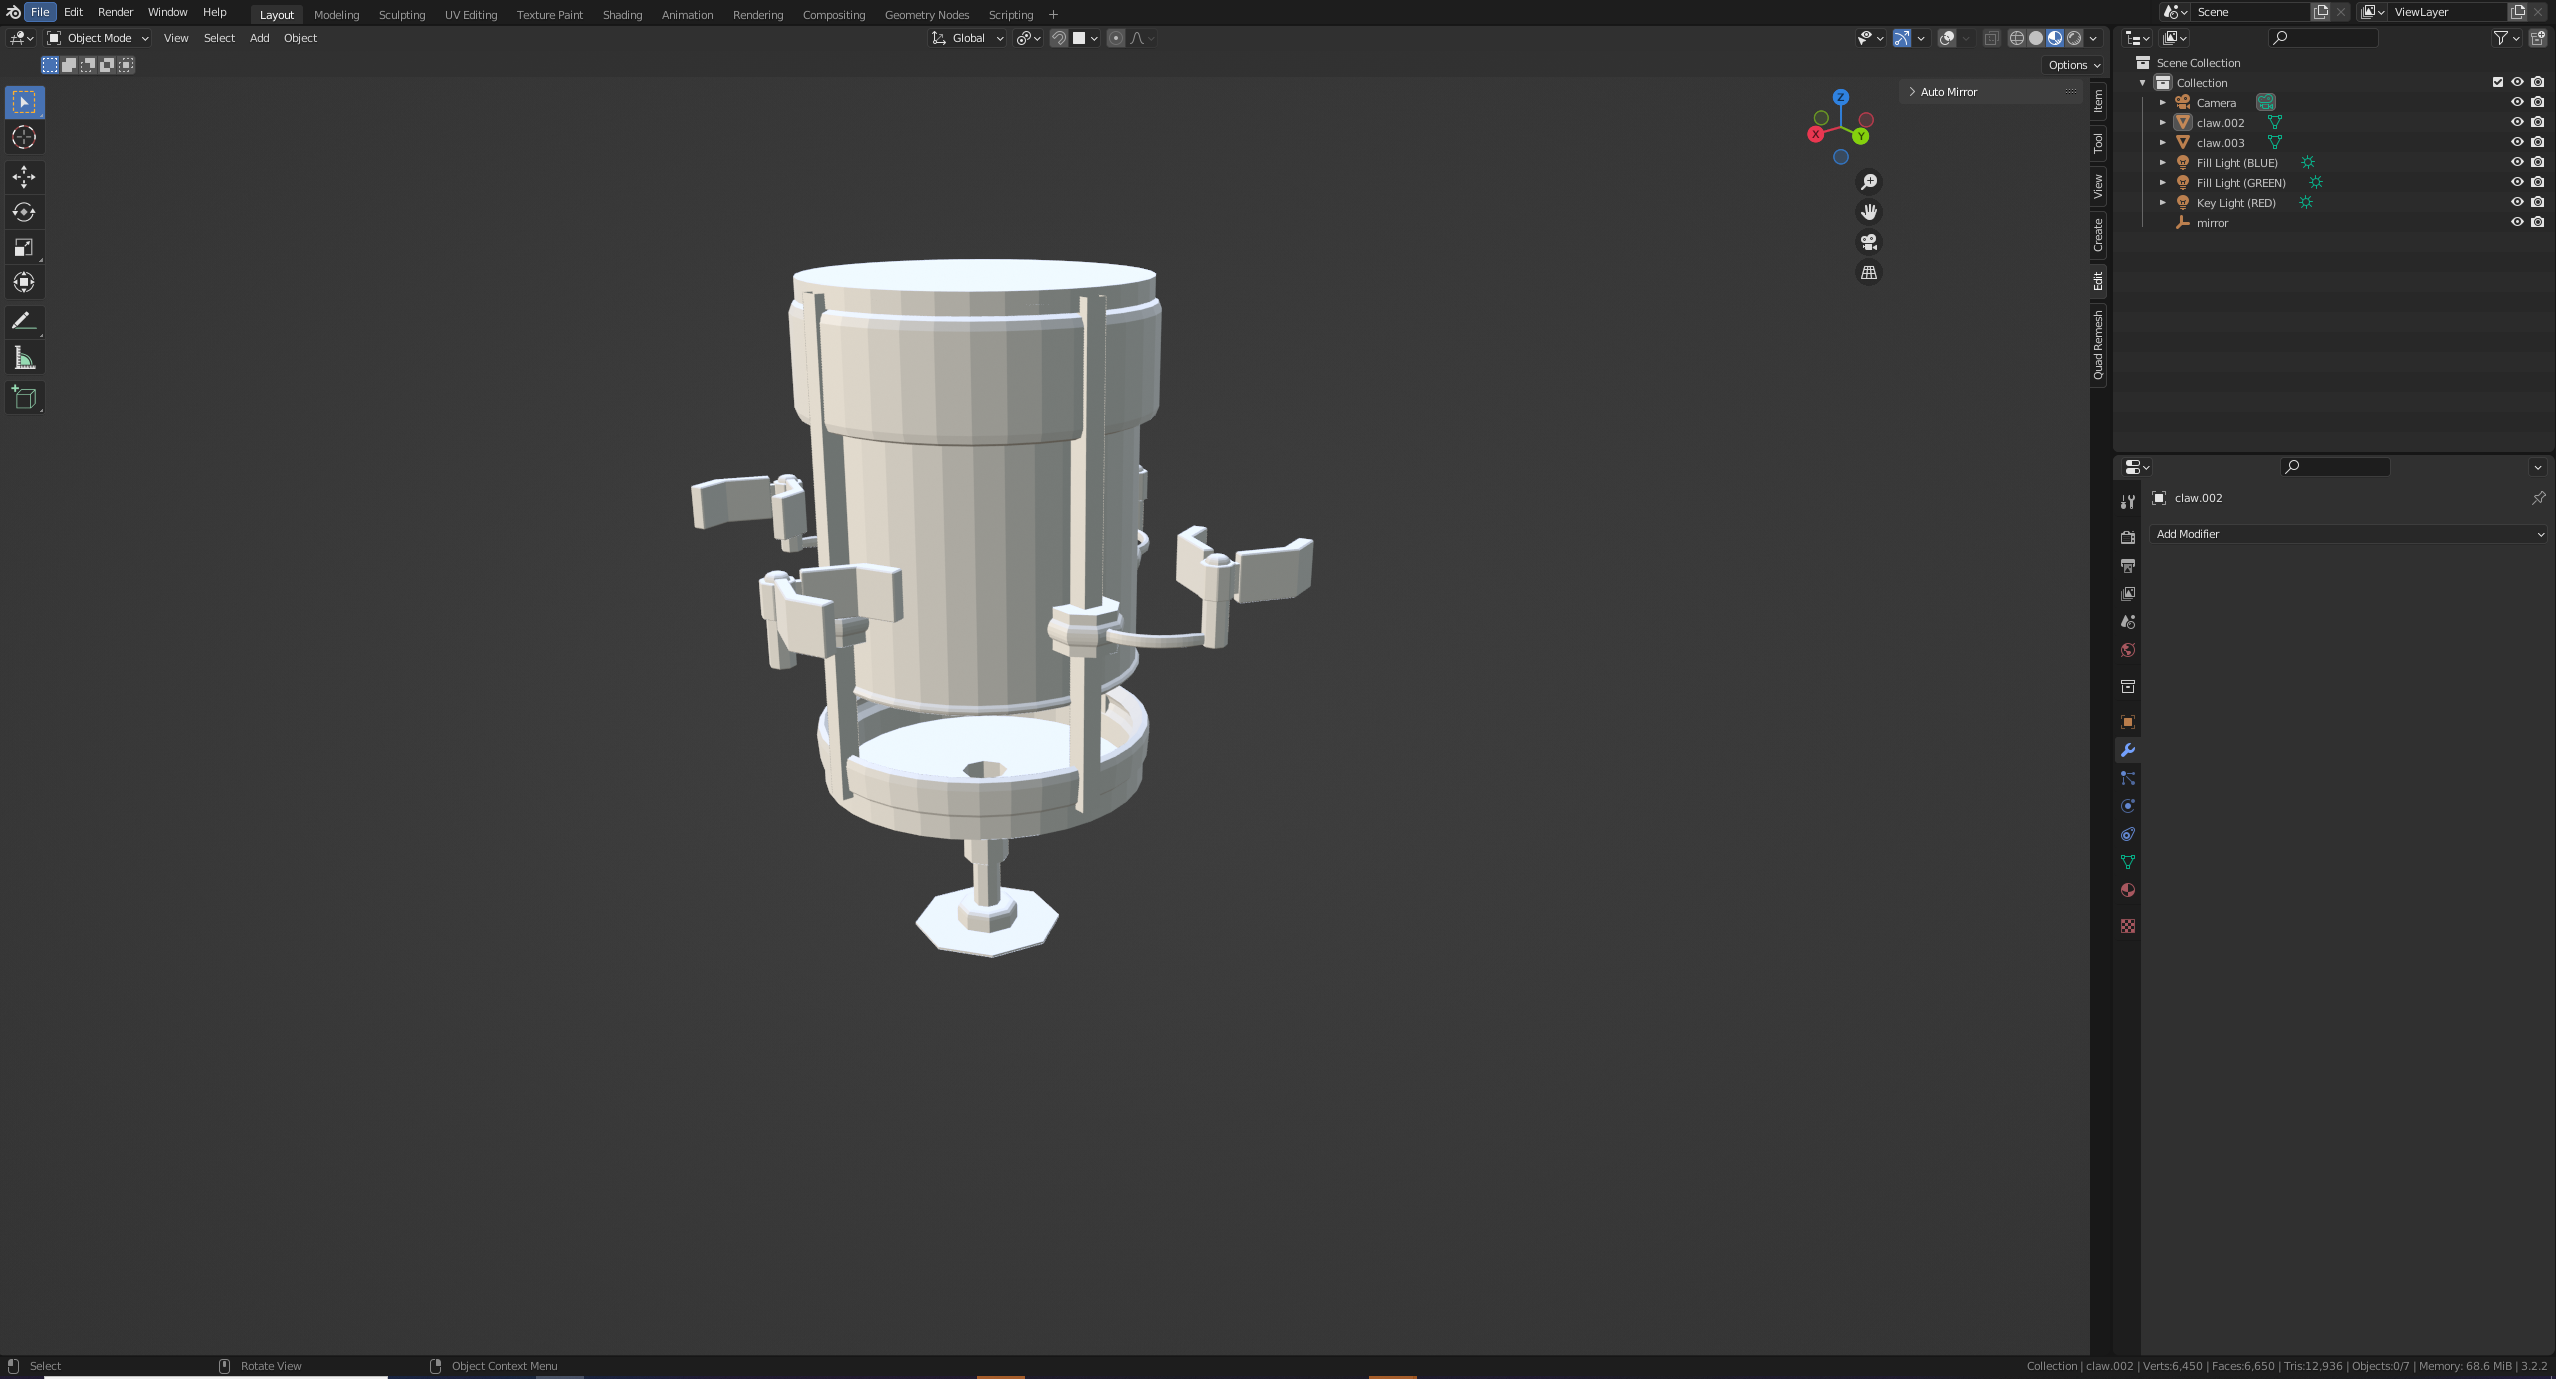 File Edit Render Window Help Layout Modeling Sculpting UV Editing Texture Paint Shading Animation Rendering Compositing Geometry Nodes Scripting + Scene ViewLayer
Object Mode View Select Add Object Global
Options
Auto Mirror
Z
X
Y
Item
Tool
View
Create
Edit
Quad Remesh
Scene Collection
Collection
Camera
claw.002
claw.003
Fill Light (BLUE)
Fill Light (GREEN)
Key Light (RED)
mirror
claw.002
Add Modifier
Select Rotate View Object Context Menu Collection | claw.002 | Verts:6,450 | Faces:6,650 | Tris:12,936 | Objects:0/7 | Memory: 68.6 MiB | 3.2.2